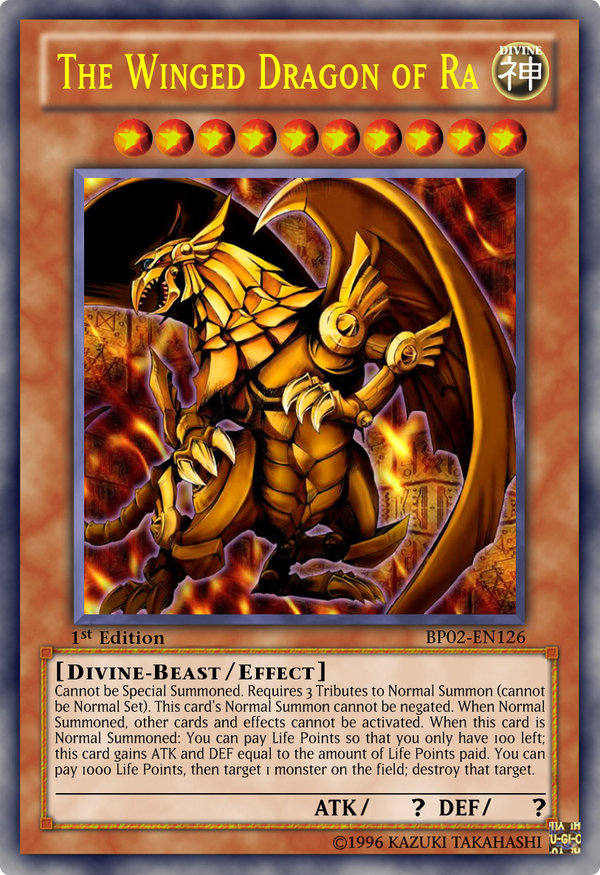 THE WINGED DRAGON OF RA
DIVINE
神
1st Edition
BP02-EN126
[DIVINE-BEAST/EFFECT]
Cannot be Special Summoned. Requires 3 Tributes to Normal Summon (cannot
be Normal Set). This card's Normal Summon cannot be negated. When Normal
Summoned, other cards and effects cannot be activated. When this card is
Normal Summoned: You can pay Life Points so that you only have 100 left;
this card gains ATK and DEF equal to the amount of Life Points paid. You can
pay 1000 Life Points, then target 1 monster on the field; destroy that target.
ATK/ ? DEF/ ?
©1996 KAZUKI TAKAHASHI